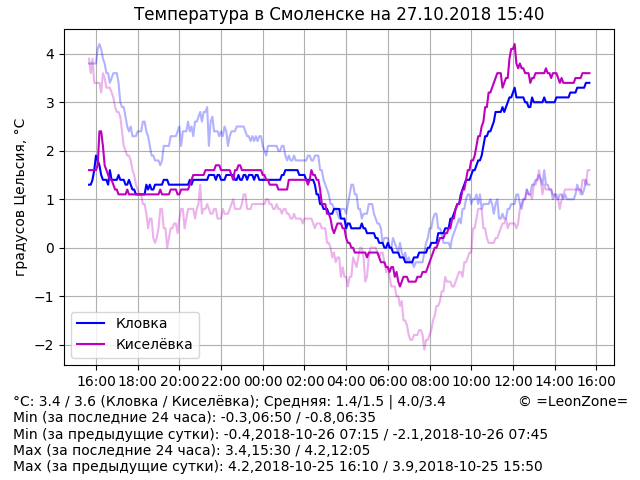 Температура в Смоленске на 27.10.2018 15:40
градусов Цельсия, °C
4
3
2
1
0
−1
−2
Кловка
Киселёвка
16:00 18:00 20:00 22:00 00:00 02:00 04:00 06:00 08:00 10:00 12:00 14:00 16:00
°C: 3.4 / 3.6 (Кловка / Киселёвка); Средняя: 1.4/1.5 | 4.0/3.4 © =LeonZone=
Min (за последние 24 часа): -0.3,06:50 / -0.8,06:35
Min (за предыдущие сутки): -0.4,2018-10-26 07:15 / -2.1,2018-10-26 07:45
Max (за последние 24 часа): 3.4,15:30 / 4.2,12:05
Max (за предыдущие сутки): 4.2,2018-10-25 16:10 / 3.9,2018-10-25 15:50